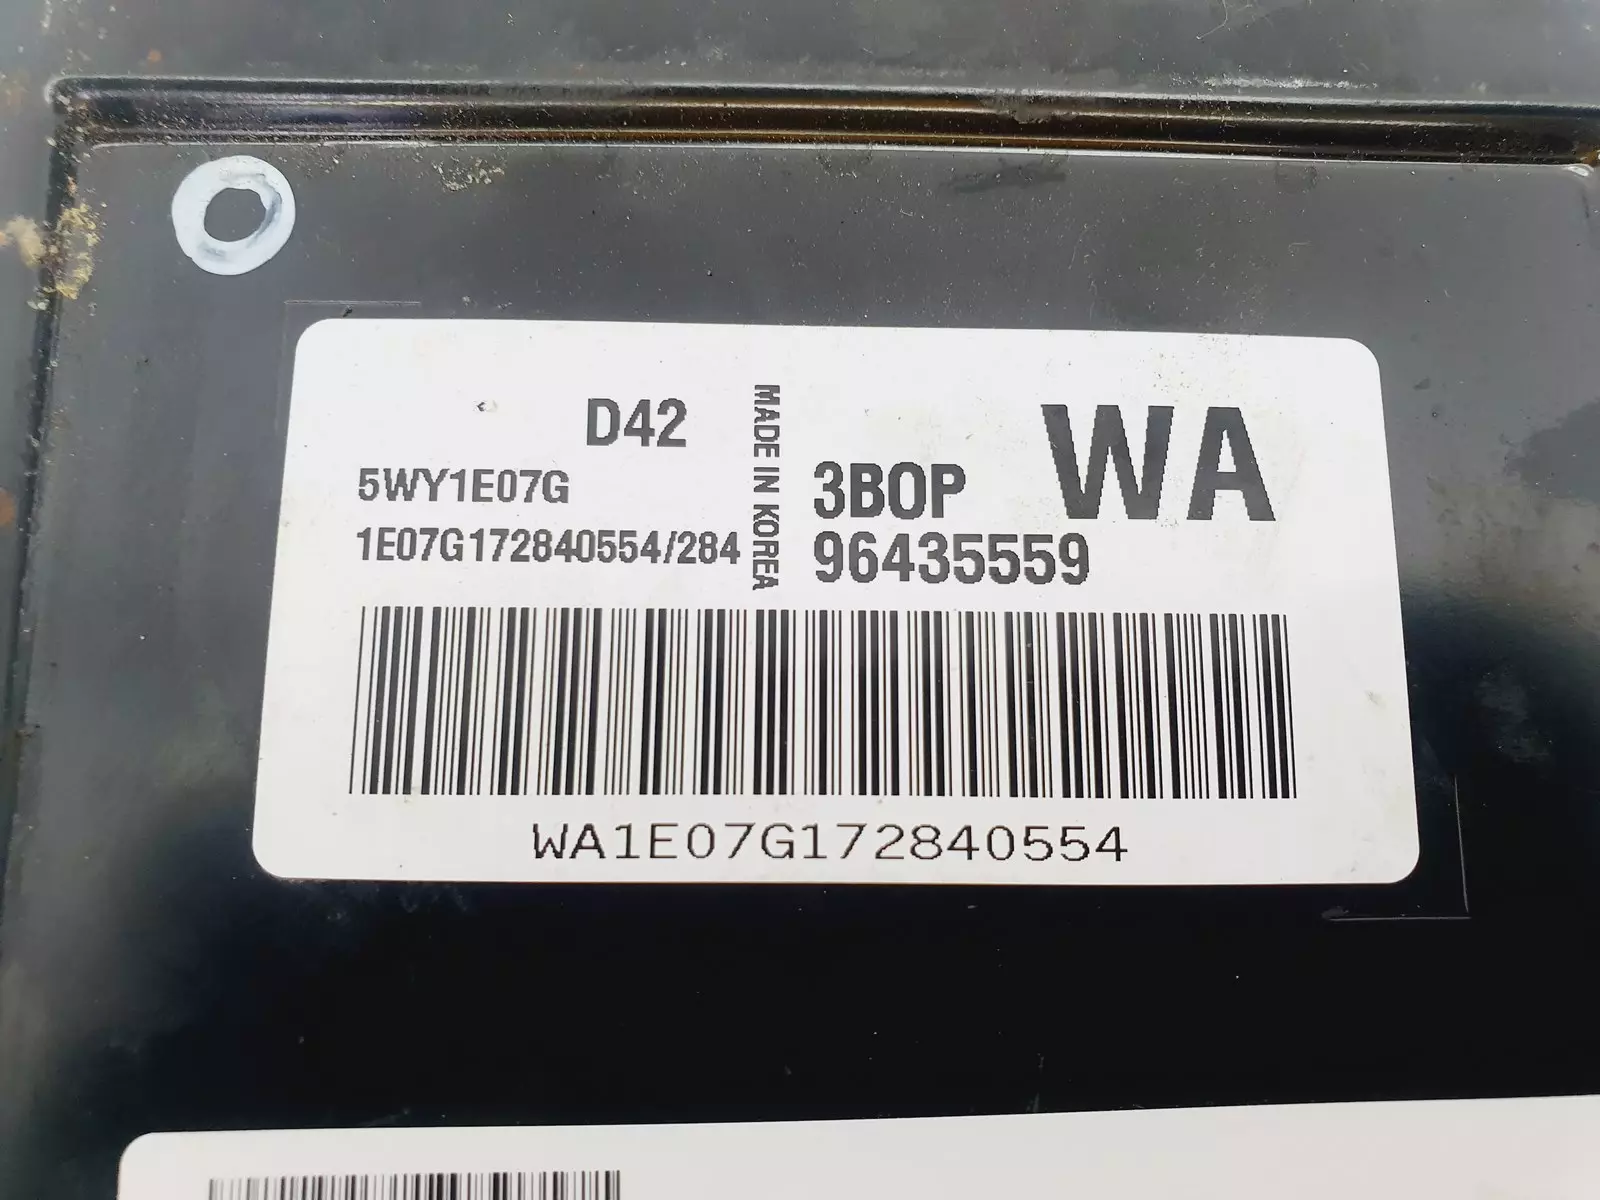 D42
5WY1E07G
1E07G172840554/284
MADE IN KOREA
WA
3BOP
96435559
WA1E07G172840554